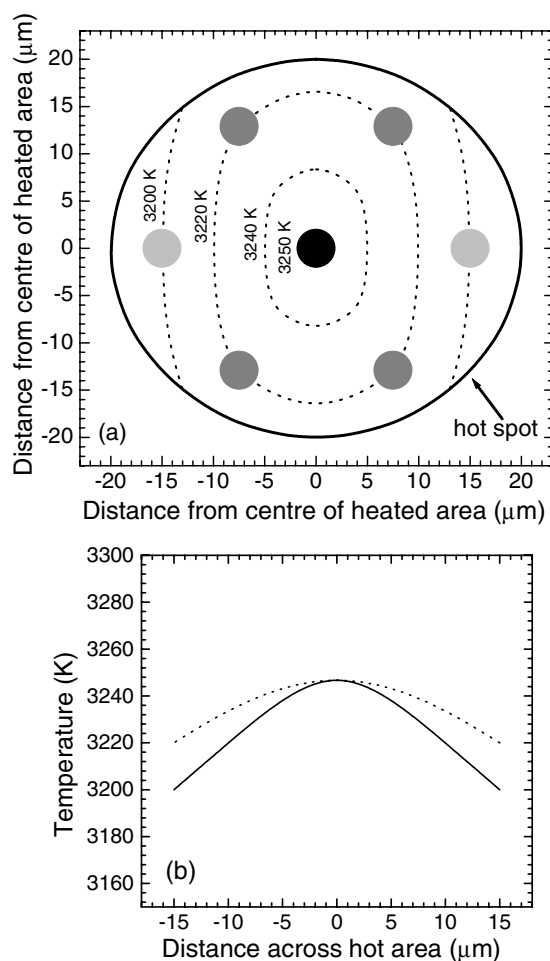 20
15
10
5
0
-5
-10
-15
-20
Distance from centre of heated area (μm)
3200 K
3220 K
3240 K
3250 K
(a)
hot spot
-20 -15 -10 -5 0 5 10 15 20
Distance from centre of heated area (μm)
3300
3280
3260
3240
3220
3200
3180
3160
Temperature (K)
(b)
-15 -10 -5 0 5 10 15
Distance across hot area (μm)